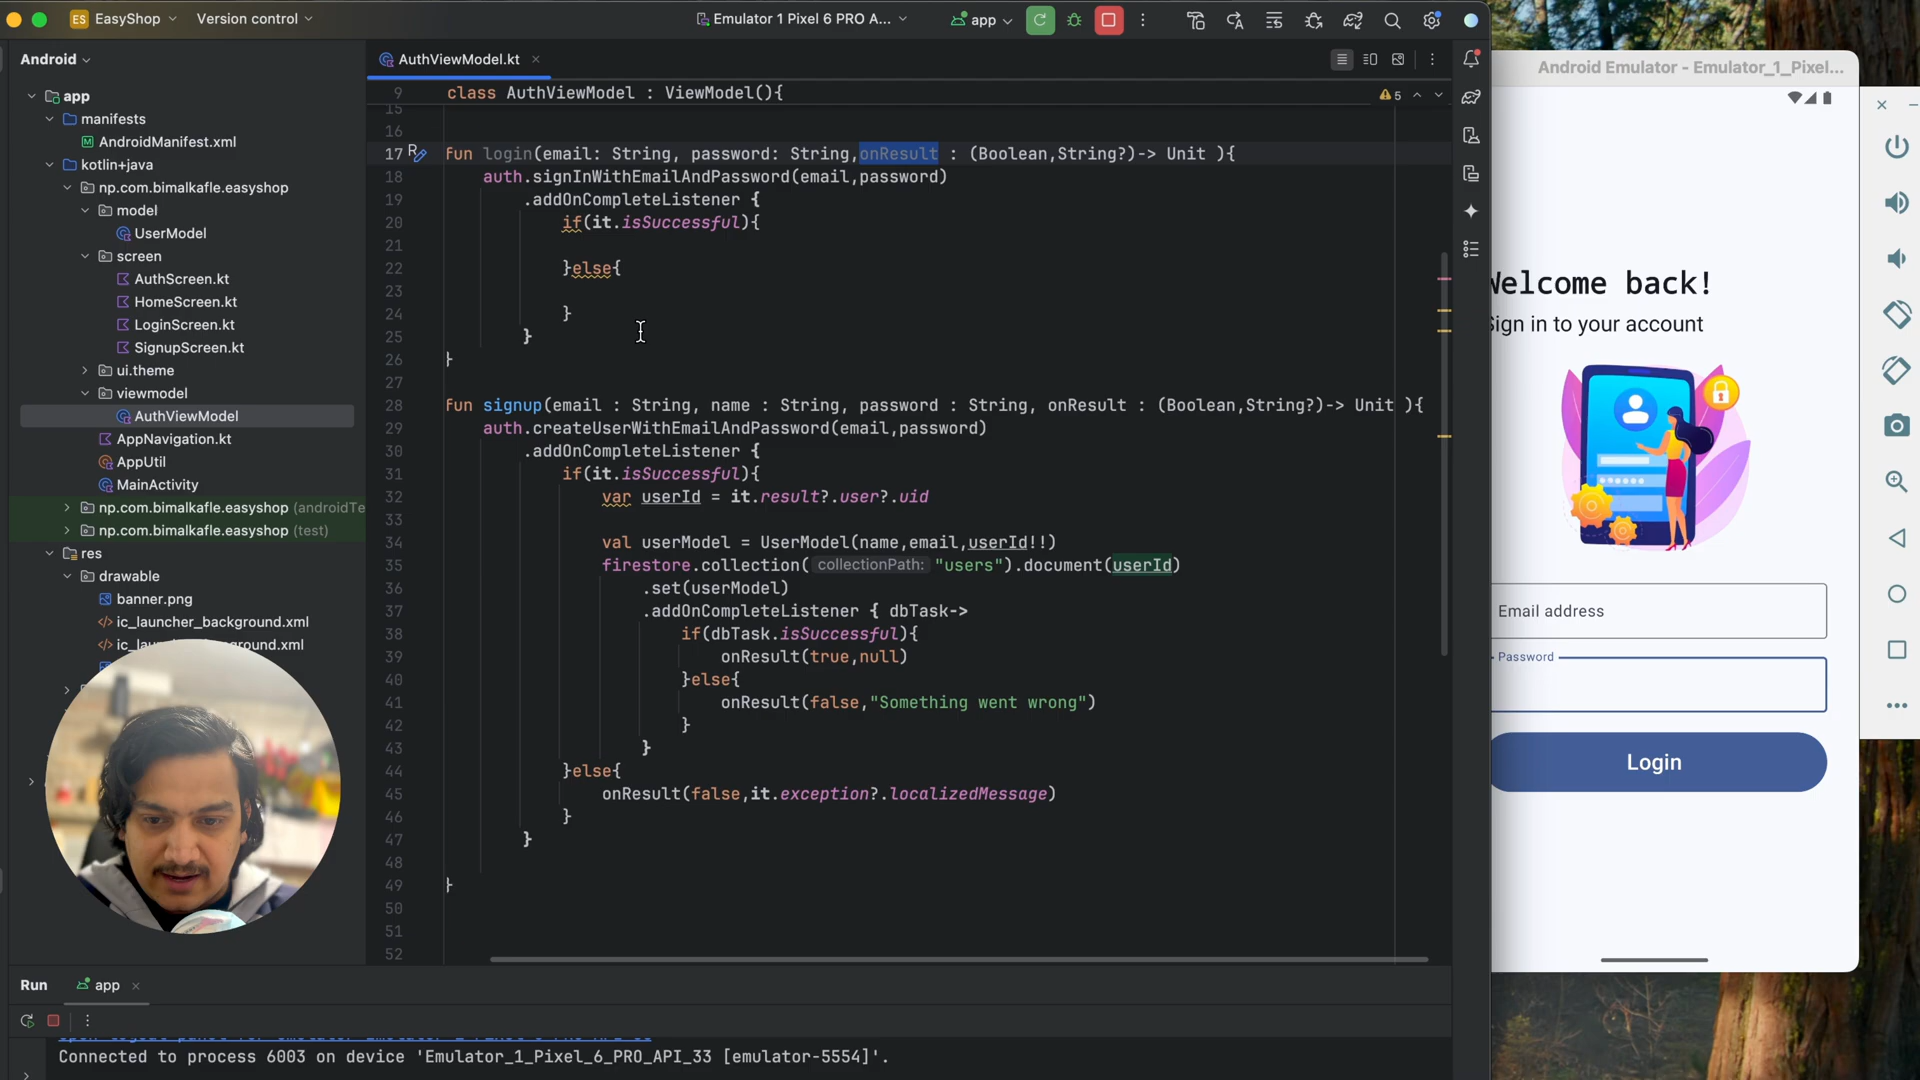 ES EasyShop Version control Emulator 1 Pixel 6 PRO A... app
Android
AuthViewModel.kt
app
manifests
AndroidManifest.xml
kotlin+java
np.com.bimalkafle.easyshop
model
UserModel
screen
AuthScreen.kt
HomeScreen.kt
LoginScreen.kt
SignupScreen.kt
ui.theme
viewmodel
AuthViewModel
AppNavigation.kt
AppUtil
MainActivity
np.com.bimalkafle.easyshop (androidTe
np.com.bimalkafle.easyshop (test)
res
drawable
banner.png
ic_launcher_background.xml
9 class AuthViewModel : ViewModel(){ 5
15
16
17 fun login(email: String, password: String,onResult : (Boolean,String?)-> Unit ){
18 auth.signInWithEmailAndPassword(email,password)
19 .addOnCompleteListener {
20 if(it.isSuccessful){
21
22 }else{
23
24 }
25 }
26 }
27
28 fun signup(email : String, name : String, password : String, onResult : (Boolean,String?)-> Unit ){
29 auth.createUserWithEmailAndPassword(email,password)
30 .addOnCompleteListener {
31 if(it.isSuccessful){
32 var userId = it.result?.user?.uid
33
34 val userModel = UserModel(name,email,userId!!)
35 firestore.collection( collectionPath: "users").document(userId)
36 .set(userModel)
37 .addOnCompleteListener { dbTask->
38 if(dbTask.isSuccessful){
39 onResult(true,null)
40 }else{
41 onResult(false,"Something went wrong")
42 }
43 }
44 }else{
45 onResult(false,it.exception?.localizedMessage)
46 }
47 }
48
49 }
50
51
52
Run app
Connected to process 6003 on device 'Emulator_1_Pixel_6_PRO_API_33 [emulator-5554]'.
Android Emulator - Emulator_1_Pixel...
Welcome back!
Sign in to your account
Email address
Password
Login